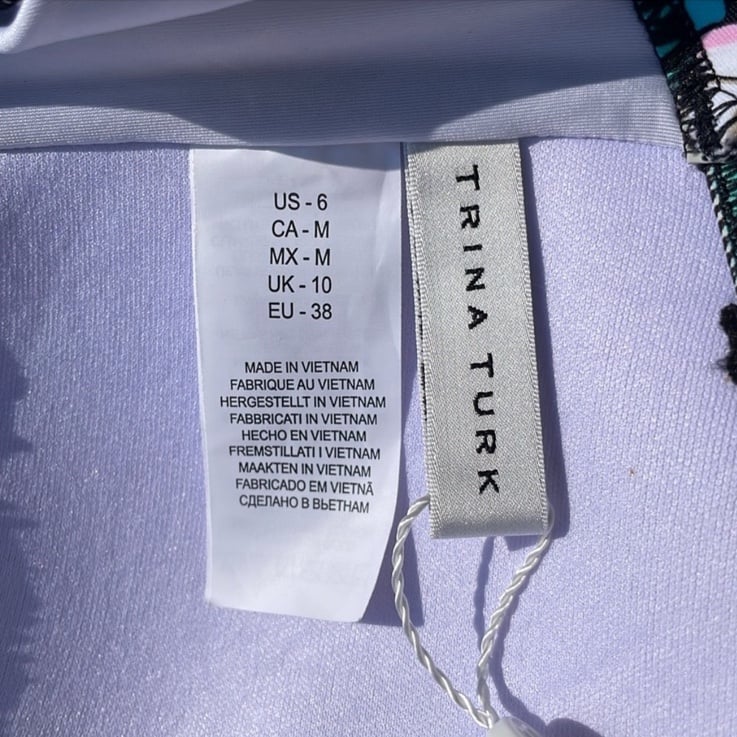 US - 6
CA - M
MX - M
UK - 10
EU - 38
MADE IN VIETNAM
FABRIQUE AU VIETNAM
HERGESTELLT IN VIETNAM
FABBRICATI IN VIETNAM
HECHO EN VIETNAM
FREMSTILLATI I VIETNAM
MAAKTEN IN VIETNAM
FABRICADO EM VIETNÃ
СДЕЛАНО В ВЬЕТНАМ
TRINA TURK